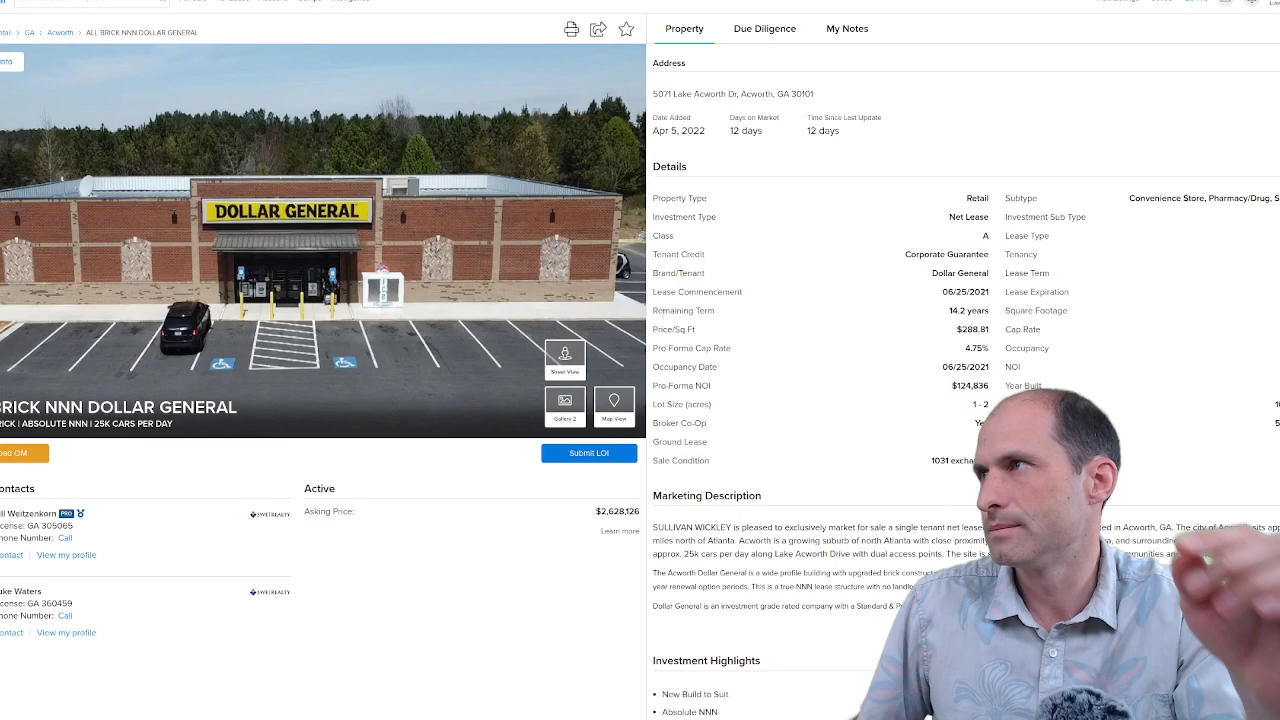 GA > Acworth > ALL BRICK NNN DOLLAR GENERAL
DOLLAR GENERAL
ICE
Street View
Gallery 2
Map View
BRICK NNN DOLLAR GENERAL
BRICK | ABSOLUTE NNN | 25K CARS PER DAY
OM
Submit LOI
Weitzenkorn PRO
GA 305065
Number: Call
View my profile
SWEETREALTY
Waters
GA 360459
Number: Call
View my profile
Active
Asking Price: $2,628,126
Learn more
Property Due Diligence My Notes
Address
5071 Lake Acworth Dr, Acworth, GA 30101
Date Added Days on Market Time Since Last Update
Apr 5, 2022 12 days 12 days
Details
Property Type Retail Subtype Convenience Store, Pharmacy/Drug, S
Investment Type Net Lease Investment Sub Type
Class A Lease Type
Tenant Credit Corporate Guarantee Tenancy
Brand/Tenant Dollar General Lease Term
Lease Commencement 06/25/2021 Lease Expiration
Remaining Term 14.2 years Square Footage
Price/Sq Ft $288.81 Cap Rate
Pro-Forma Cap Rate 4.75% Occupancy
Occupancy Date 06/25/2021 NOI
Pro-Forma NOI $124,836 Year Built
Lot Size (acres) 1 - 2
Broker Co-Op
Ground Lease
Sale Condition 1031
Marketing Description
SULLIVAN WICKLEY is pleased to exclusively market for sale a single tenant net in Acworth, GA. The city of
miles north of Atlanta. Acworth is a growing suburb of north Atlanta with close
approx. 25k cars per day along Lake Acworth Drive with dual access points. The site is
The Acworth Dollar General is a wide profile building with upgraded brick
year renewal option periods. This is a true NNN lease structure with no
Dollar General is an investment grade rated company with a Standard &
Investment Highlights
• New Build to Suit
• Absolute NNN